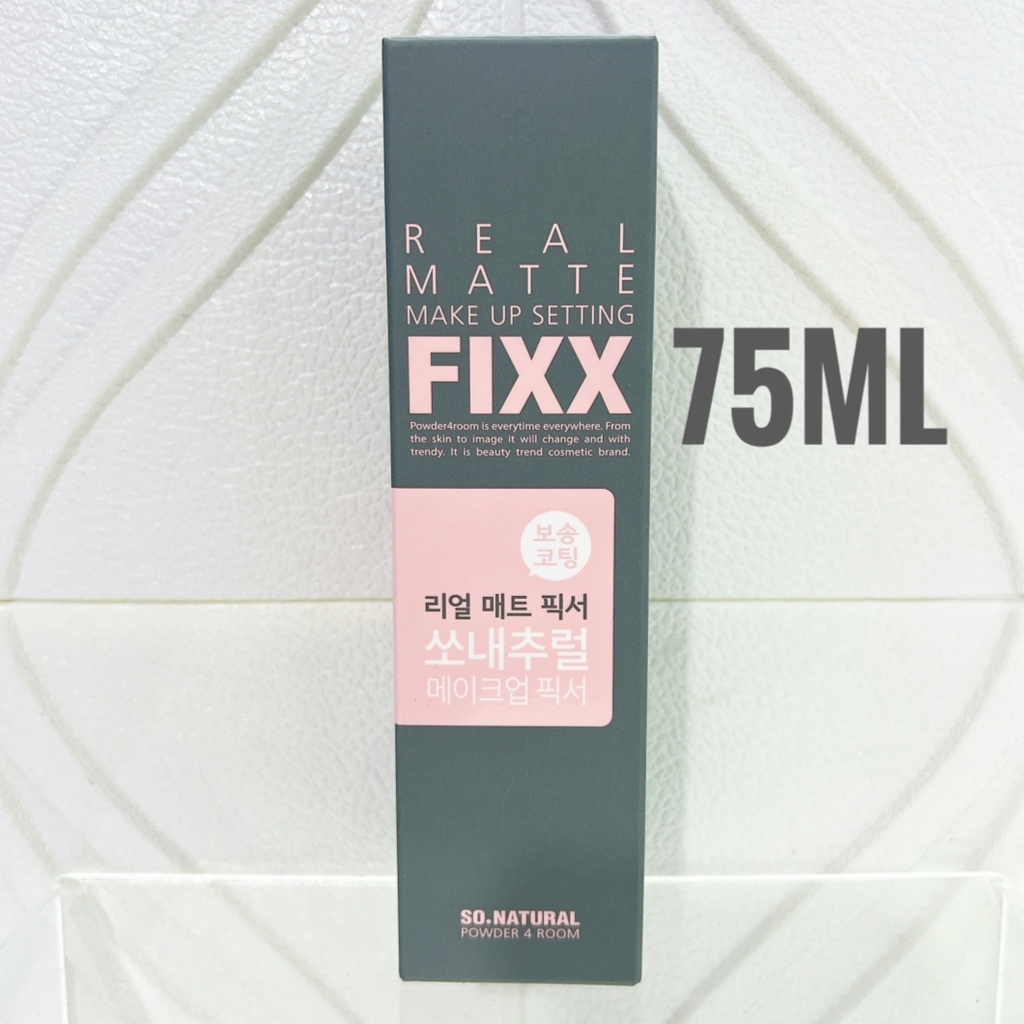 REAL
MATTE
MAKE UP SETTING
FIXX
Powder4room is everytime everywhere. From
the skin to image it will change and with
trendy. It is beauty trend cosmetic brand.
75ML
보송
코팅
리얼 매트 픽서
쏘내추럴
메이크업 픽서
SO.NATURAL
POWDER 4 ROOM